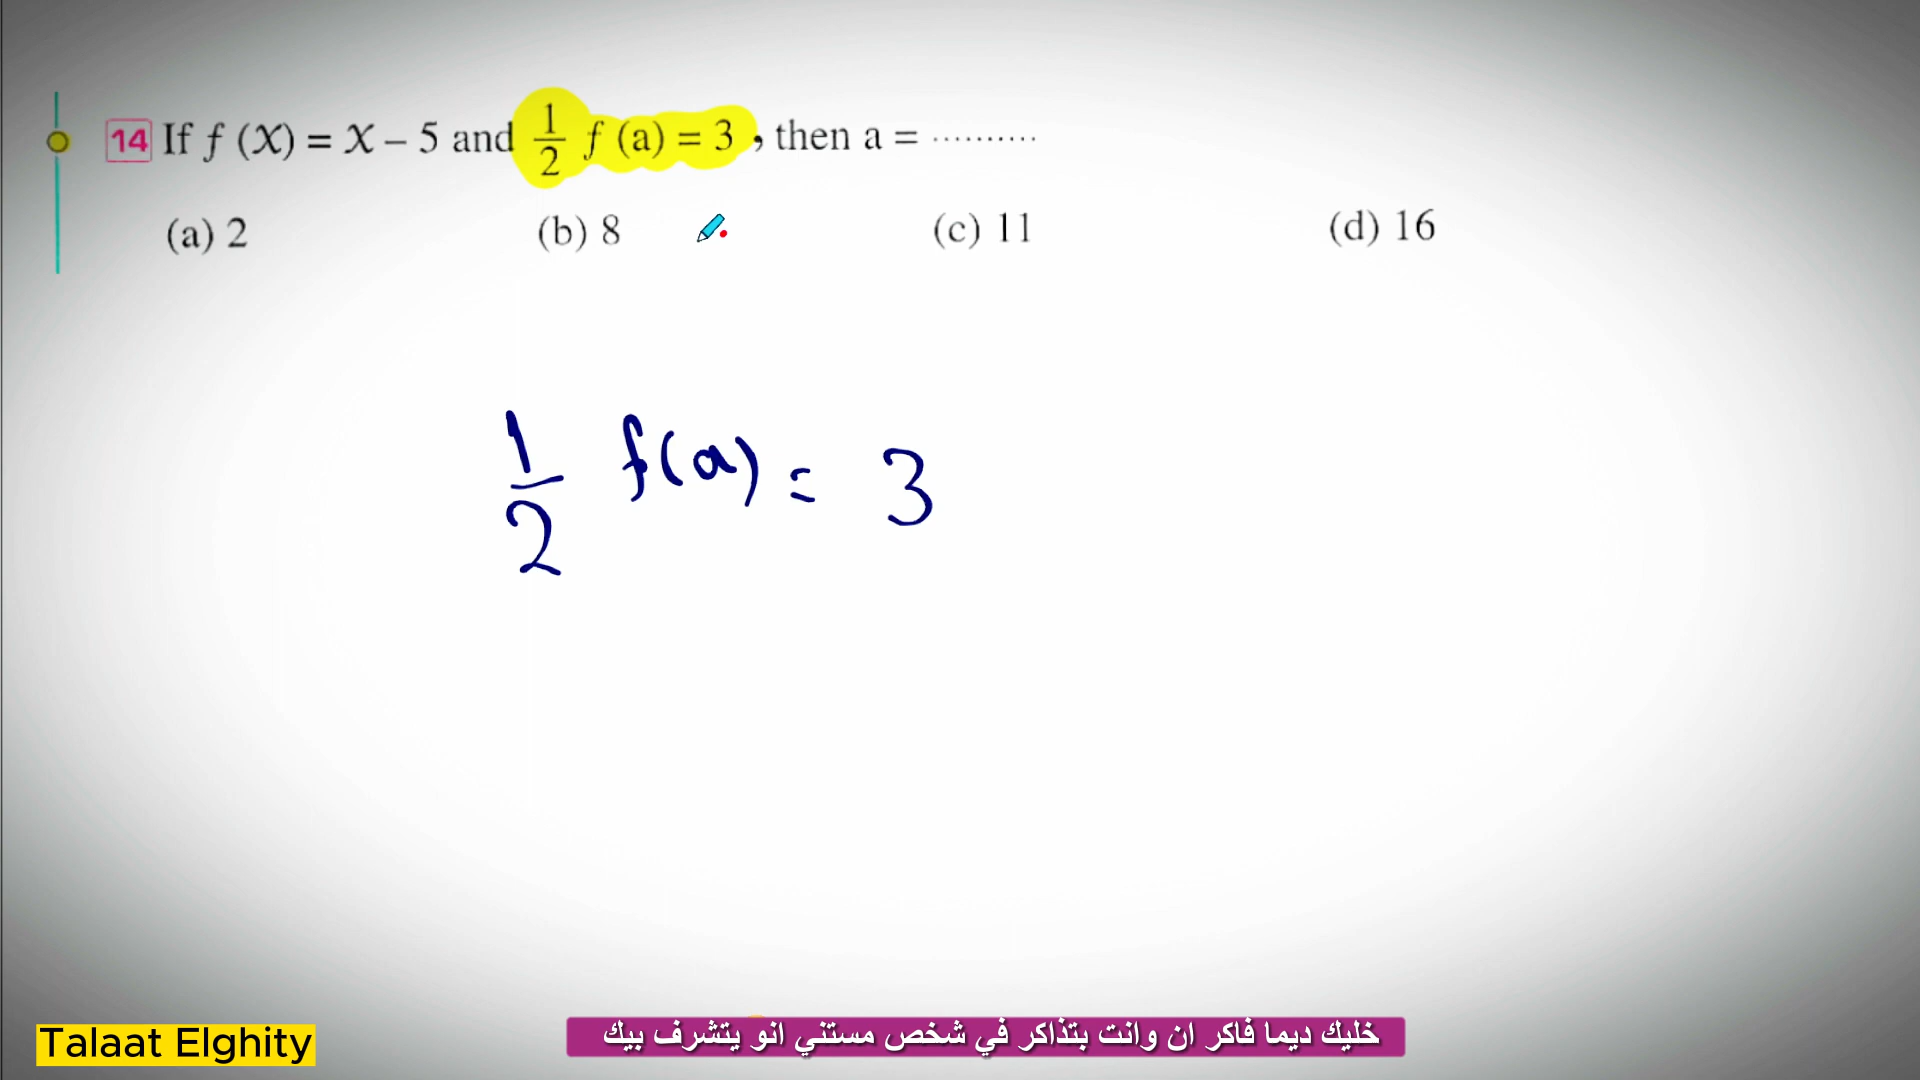 14 If f (X) = X – 5 and 1/2 f (a) = 3 , then a = ..........
(a) 2 (b) 8 (c) 11 (d) 16
1/2 f(a) = 3
Talaat Elghity
خليك ديما فاكر ان وانت بتذاكر في شخص مستني انو يتشرف بيك